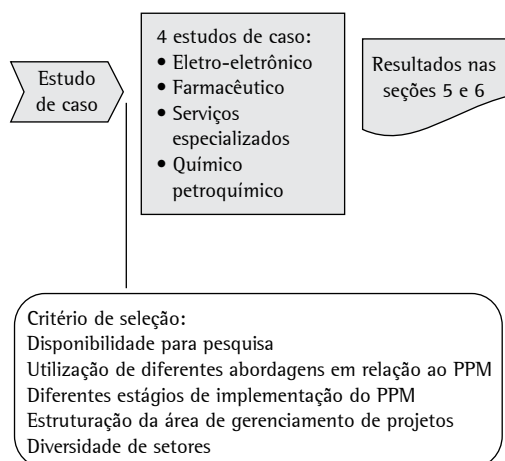 Estudo
de caso
4 estudos de caso:
• Eletro-eletrônico
• Farmacêutico
• Serviços
especializados
• Químico
petroquímico
Resultados nas
seções 5 e 6
Critério de seleção:
Disponibilidade para pesquisa
Utilização de diferentes abordagens em relação ao PPM
Diferentes estágios de implementação do PPM
Estruturação da área de gerenciamento de projetos
Diversidade de setores